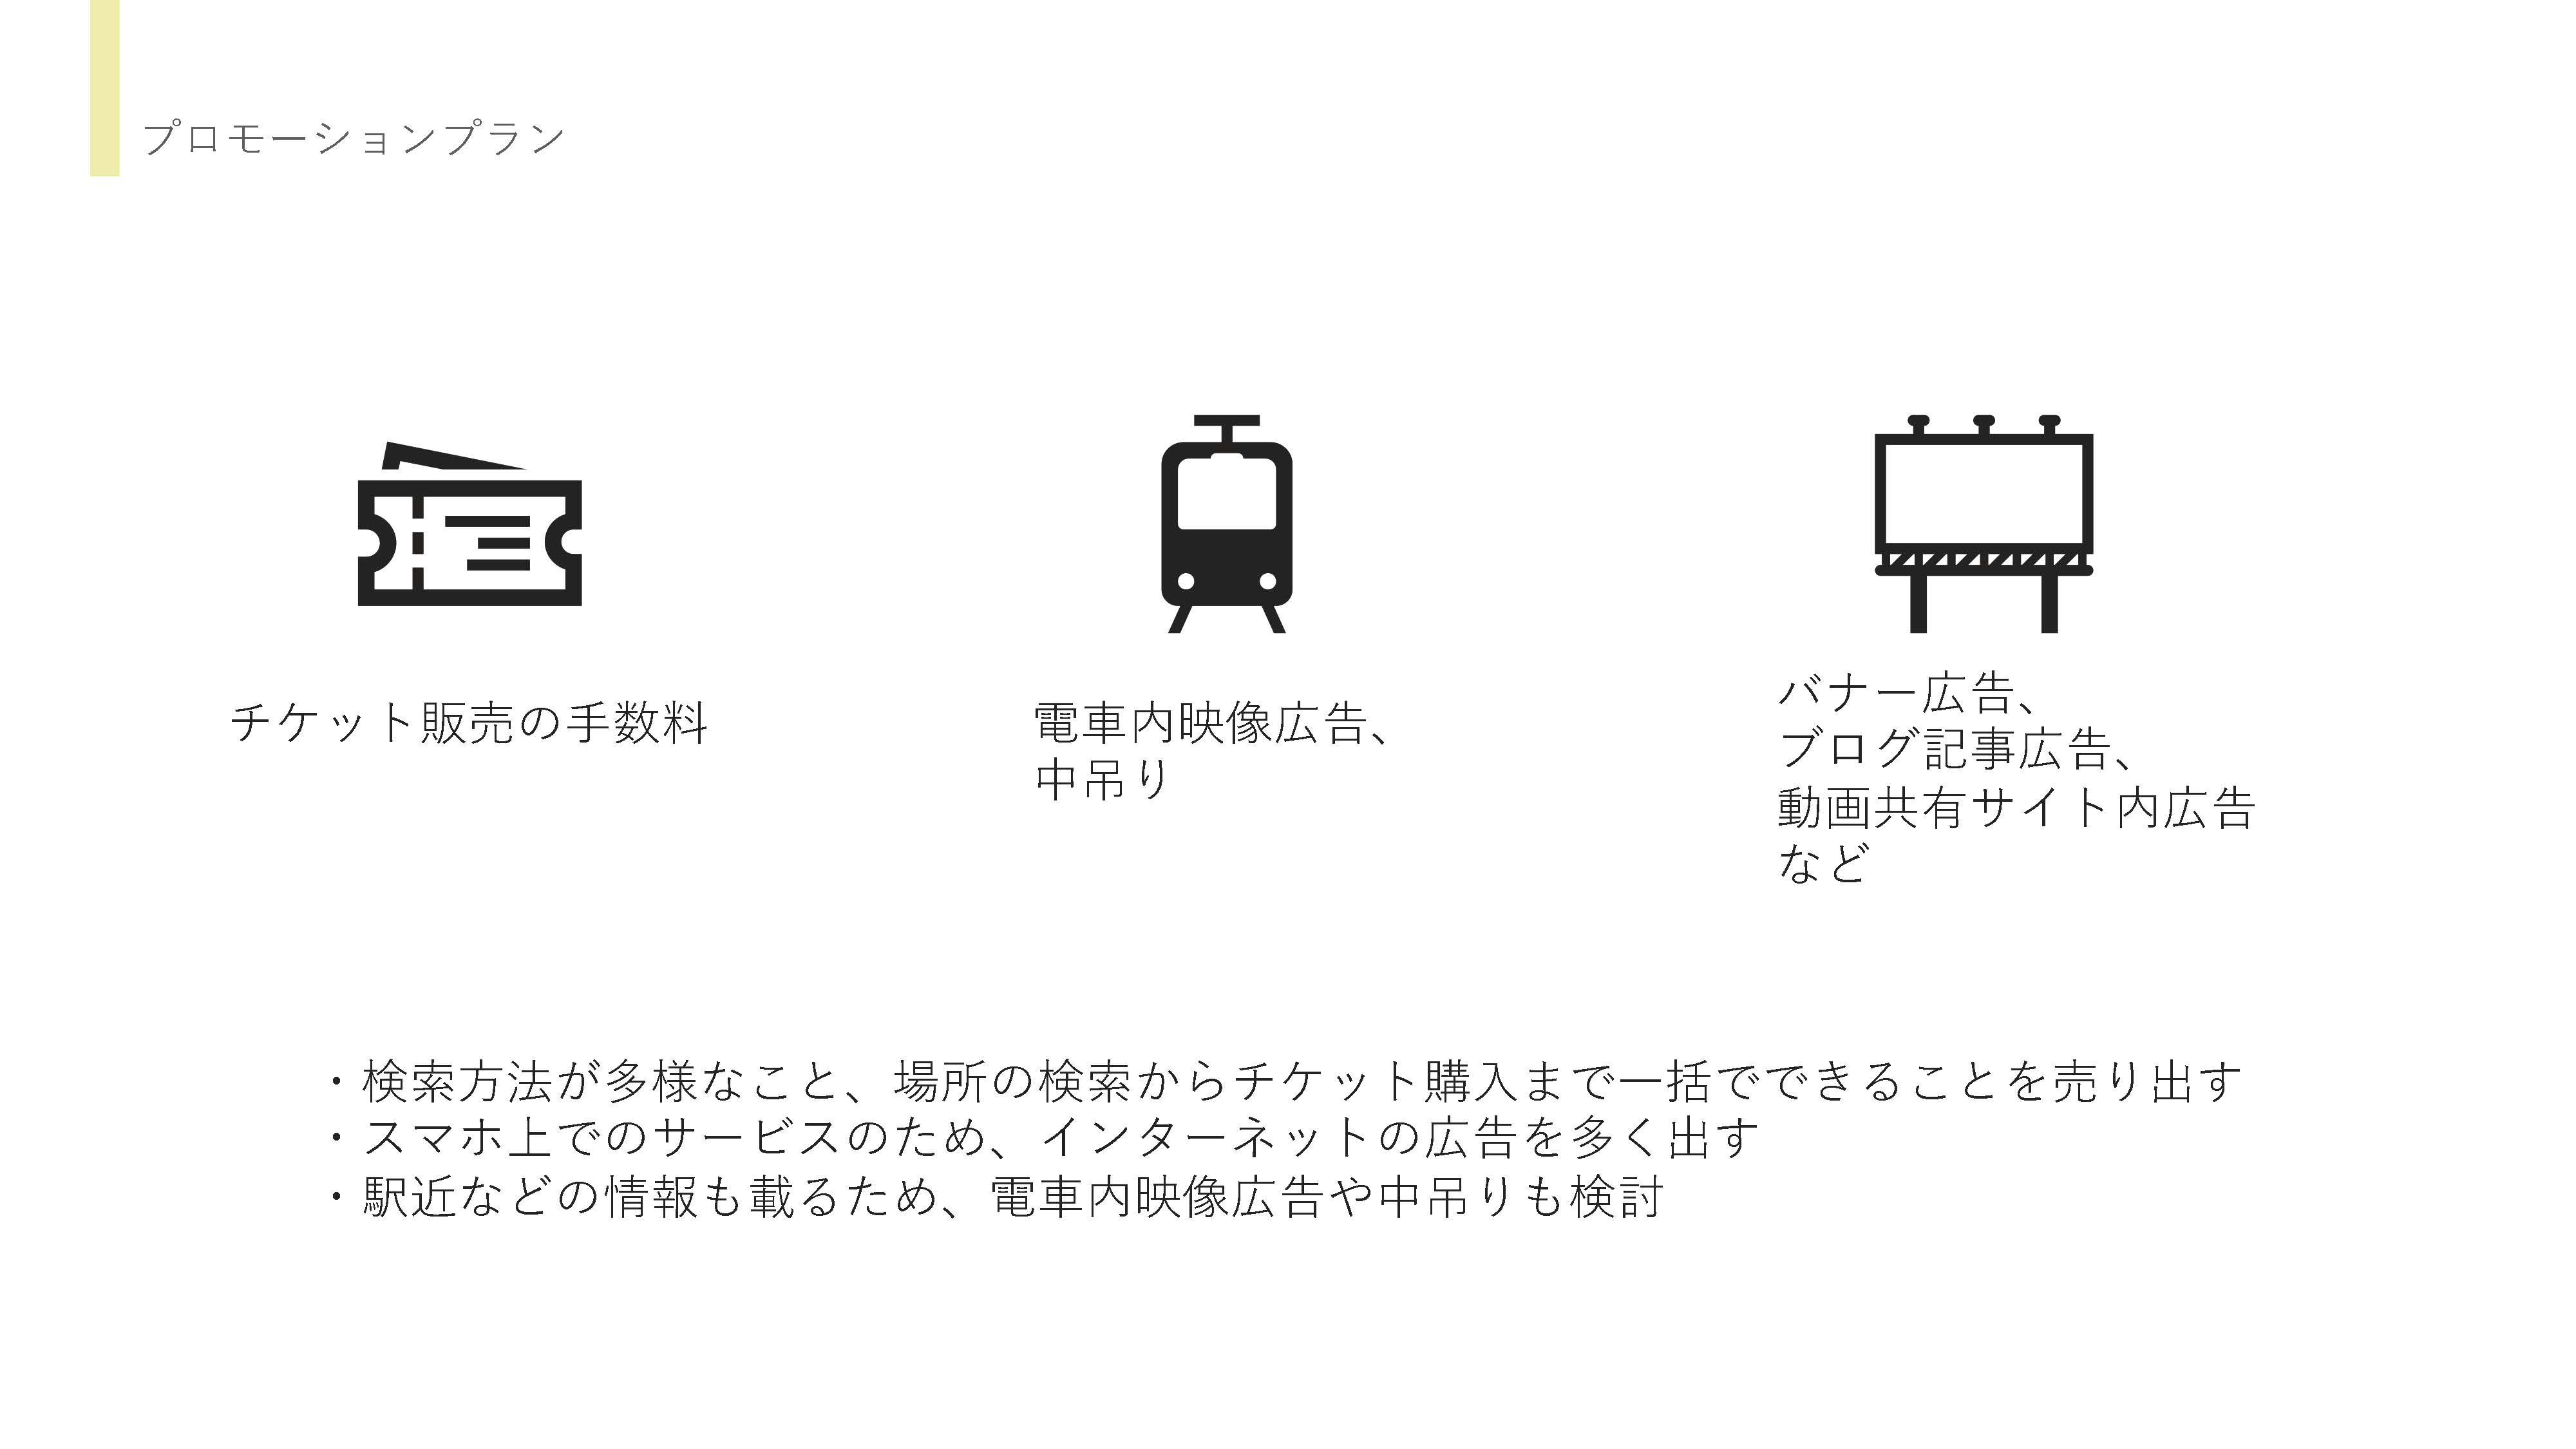 プロモーションプラン
チケット販売の手数料
電車内映像広告、
中吊り
バナー広告、
ブログ記事広告、
動画共有サイト内広告
など
・検索方法が多様なこと、場所の検索からチケット購入まで一括でできることを売り出す
・スマホ上でのサービスのため、インターネットの広告を多く出す
・駅近などの情報も載るため、電車内映像広告や中吊りも検討